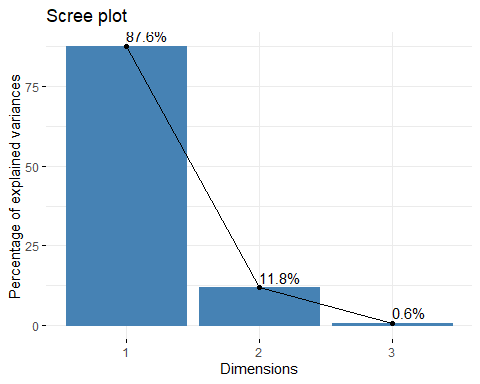 Scree plot
87.6%
75
50
25
0
11.8%
0.6%
1 2 3
Dimensions
Percentage of explained variances